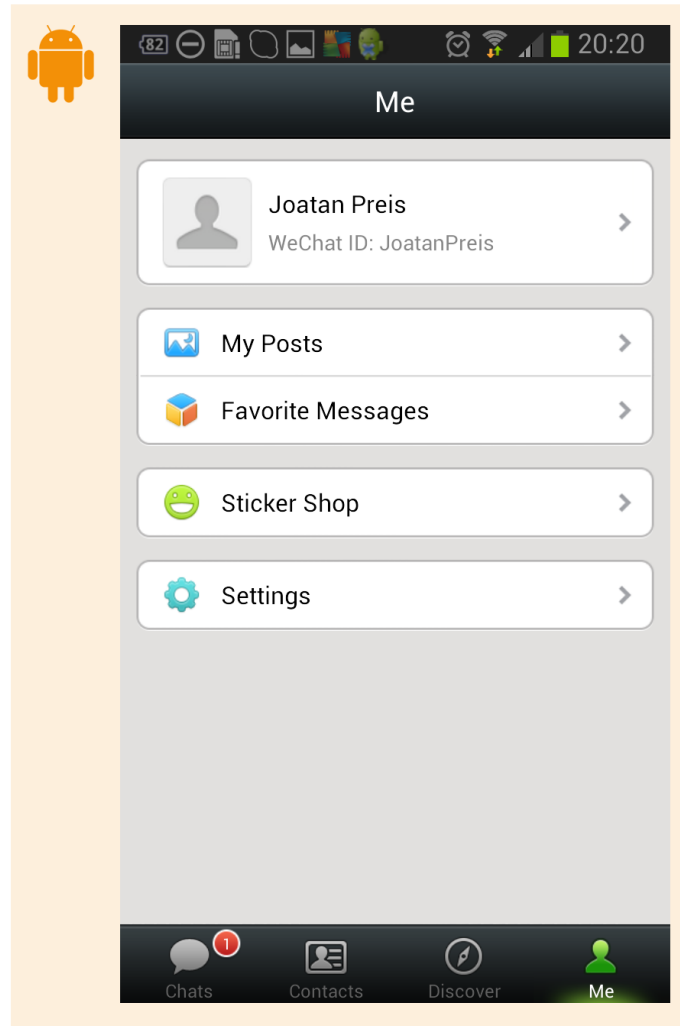 82
20:20
Me
Joatan Preis
WeChat ID: JoatanPreis
My Posts
Favorite Messages
Sticker Shop
Settings
1
Chats
Contacts
Discover
Me